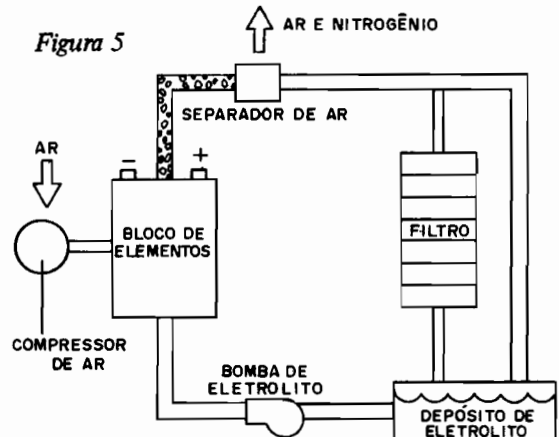 Figura 5
AR E NITROGÊNIO
SEPARADOR DE AR
AR
− +
BLOCO DE
ELEMENTOS
FILTRO
COMPRESSOR
DE AR
BOMBA DE
ELETROLITO
DEPÓSITO DE
ELETROLITO